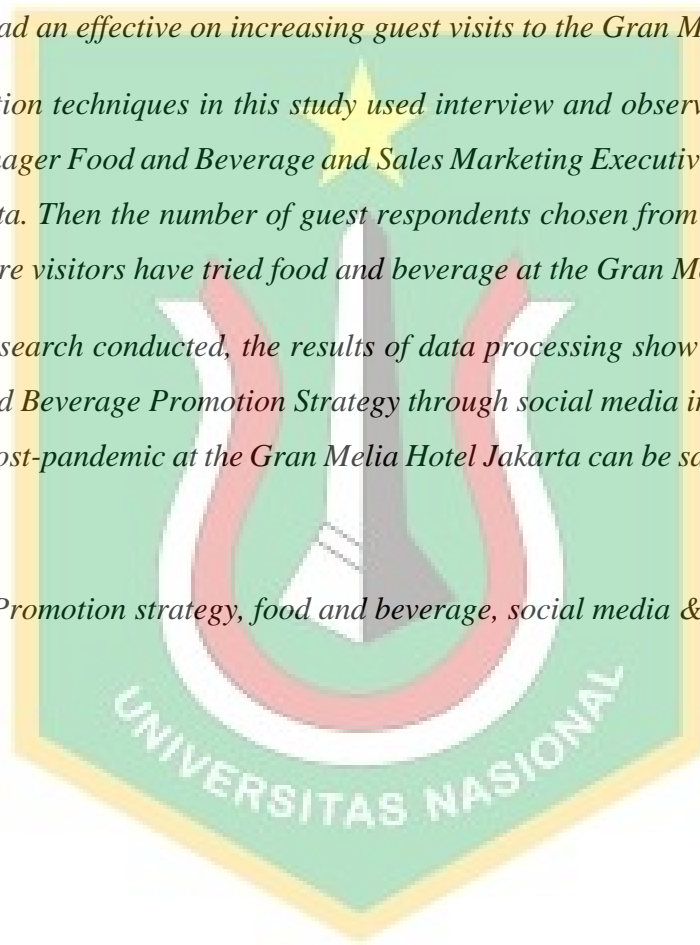 ad an effective on increasing guest visits to the Gran M
tion techniques in this study used interview and observ
ager Food and Beverage and Sales Marketing Executiv
ta. Then the number of guest respondents chosen from
re visitors have tried food and beverage at the Gran Me
search conducted, the results of data processing show
d Beverage Promotion Strategy through social media in
ost-pandemic at the Gran Melia Hotel Jakarta can be sa
Promotion strategy, food and beverage, social media &
UNIVERSITAS NASIONAL